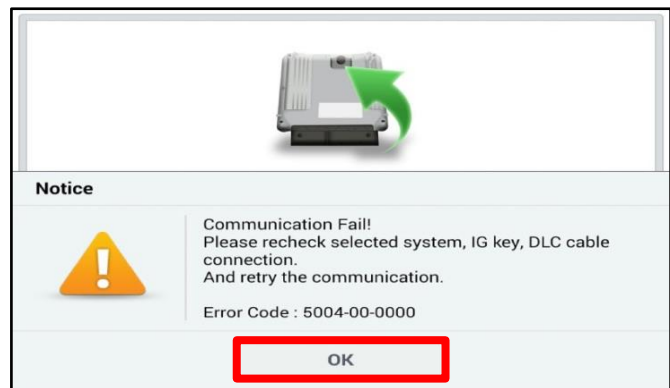 Notice
Communication Fail!
Please recheck selected system, IG key, DLC cable
connection.
And retry the communication.
Error Code : 5004-00-0000
OK